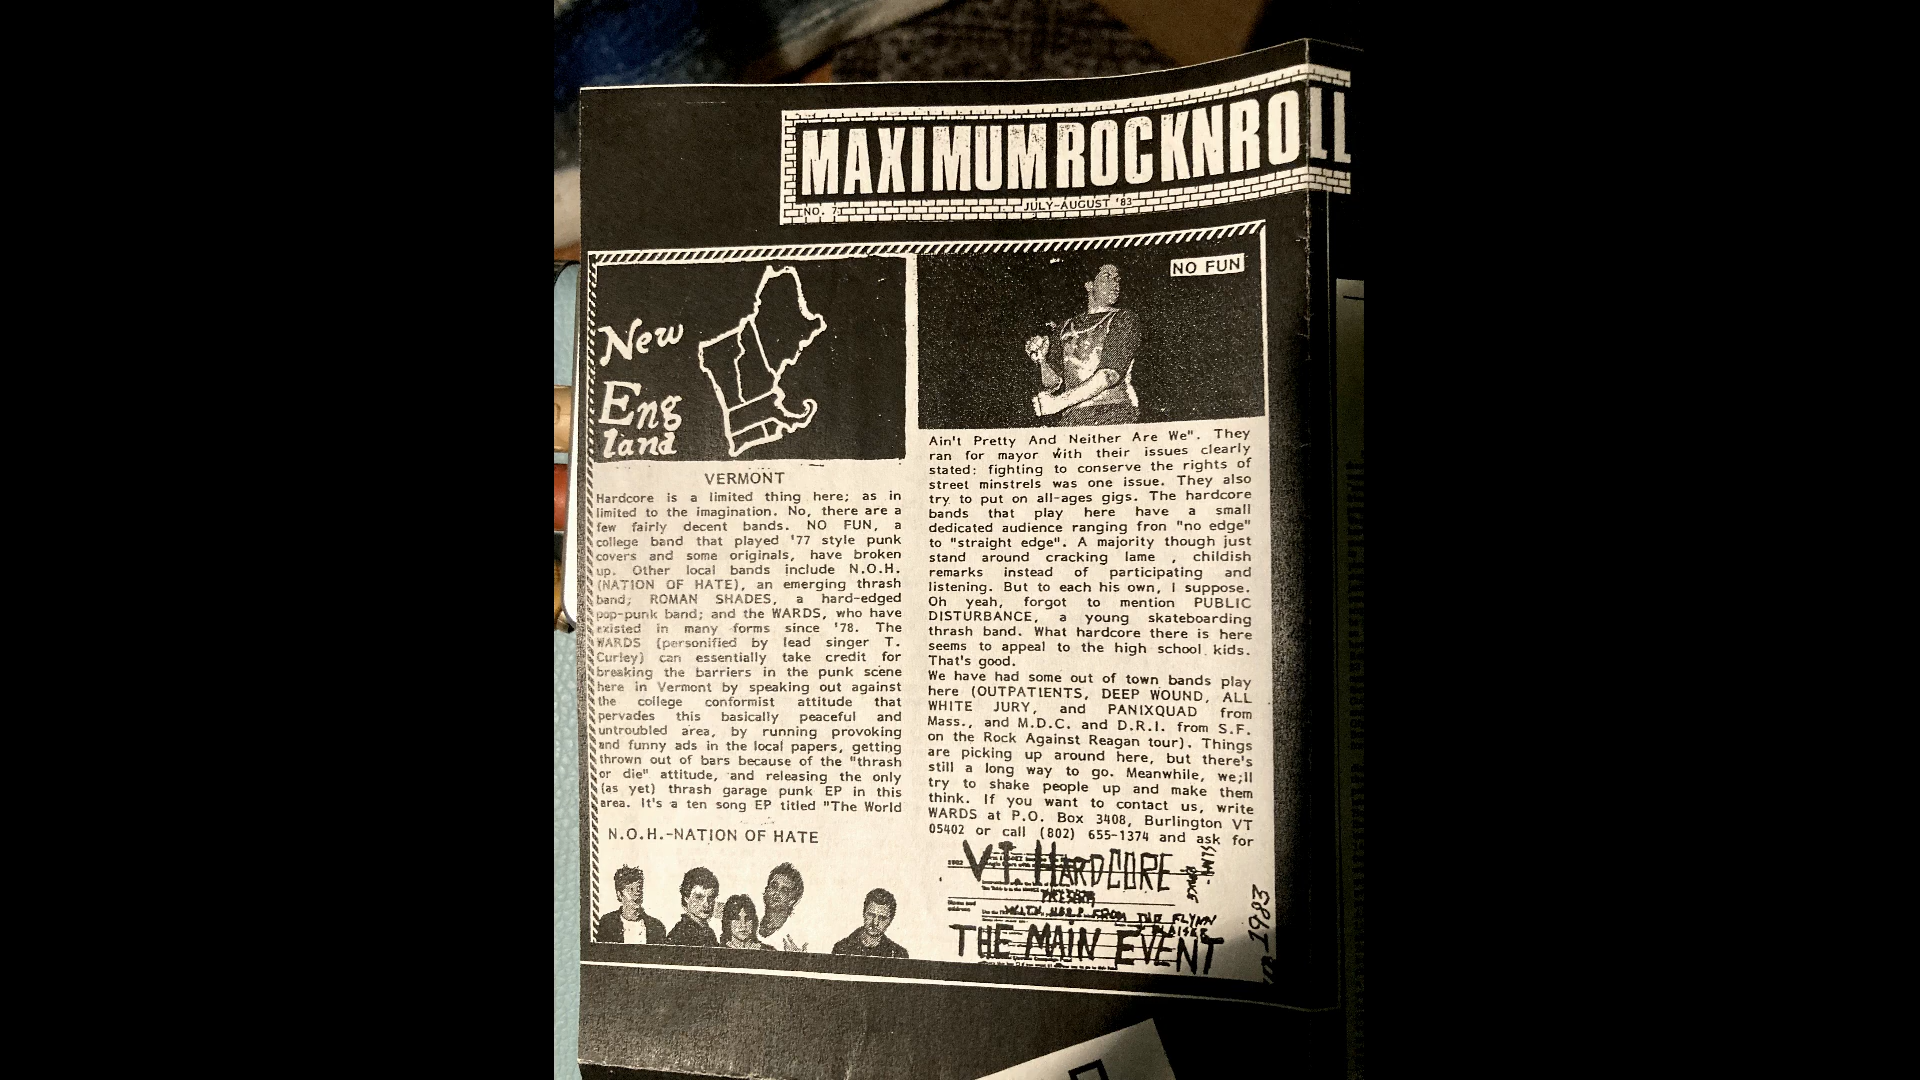 MAXIMUMROCKNROLL
NO. 7
JULY-AUGUST '83
New
Eng
land
NO FUN
VERMONT
Hardcore is a limited thing here; as in
limited to the imagination. No, there are a
few fairly decent bands. NO FUN, a
college band that played '77 style punk
covers and some originals, have broken
up. Other local bands include N.O.H.
(NATION OF HATE), an emerging thrash
band; ROMAN SHADES, a hard-edged
pop-punk band; and the WARDS, who have
existed in many forms since '78. The
WARDS (personified by lead singer T.
Curley) can essentially take credit for
breaking the barriers in the punk scene
here in Vermont by speaking out against
the college conformist attitude that
pervades this basically peaceful and
untroubled area, by running provoking
and funny ads in the local papers, getting
thrown out of bars because of the "thrash
or die" attitude, and releasing the only
(as yet) thrash garage punk EP in this
area. It's a ten song EP titled "The World
N.O.H.-NATION OF HATE
Ain't Pretty And Neither Are We". They
ran for mayor with their issues clearly
stated: fighting to conserve the rights of
street minstrels was one issue. They also
try to put on all-ages gigs. The hardcore
bands that play here have a small
dedicated audience ranging fron "no edge"
to "straight edge". A majority though just
stand around cracking lame , childish
remarks instead of participating and
listening. But to each his own, I suppose.
Oh yeah, forgot to mention PUBLIC
DISTURBANCE, a young skateboarding
thrash band. What hardcore there is here
seems to appeal to the high school kids.
That's good.
We have had some out of town bands play
here (OUTPATIENTS, DEEP WOUND, ALL
WHITE JURY, and PANIXQUAD from
Mass., and M.D.C. and D.R.I. from S.F.
on the Rock Against Reagan tour). Things
are picking up around here, but there's
still a long way to go. Meanwhile, we;ll
try to shake people up and make them
think. If you want to contact us, write
WARDS at P.O. Box 3408, Burlington VT
05402 or call (802) 655-1374 and ask for
VT. HARDCORE
PRESENTS
WITH HELP FROM THE FLYNN
THE MAIN EVENT
SLAM-
DANCE
1983